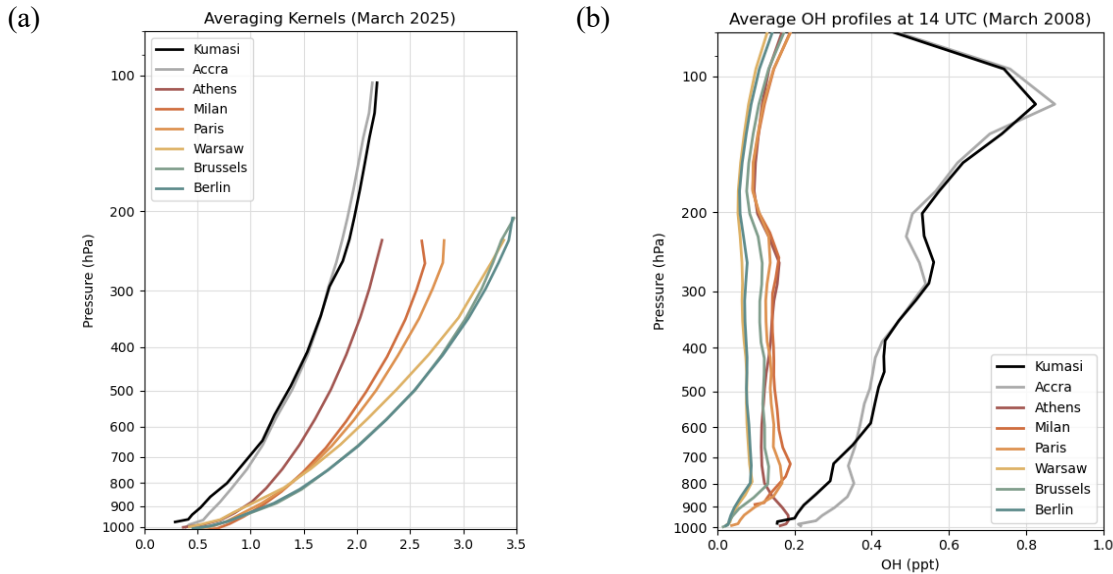 (a)
Averaging Kernels (March 2025)
Kumasi
Accra
Athens
Milan
Paris
Warsaw
Brussels
Berlin
Pressure (hPa)
100
200
300
400
500
600
700
800
900
1000
0.0 0.5 1.0 1.5 2.0 2.5 3.0 3.5
(b)
Average OH profiles at 14 UTC (March 2008)
Pressure (hPa)
100
200
300
400
500
600
700
800
900
1000
Kumasi
Accra
Athens
Milan
Paris
Warsaw
Brussels
Berlin
0.0 0.2 0.4 0.6 0.8 1.0
OH (ppt)